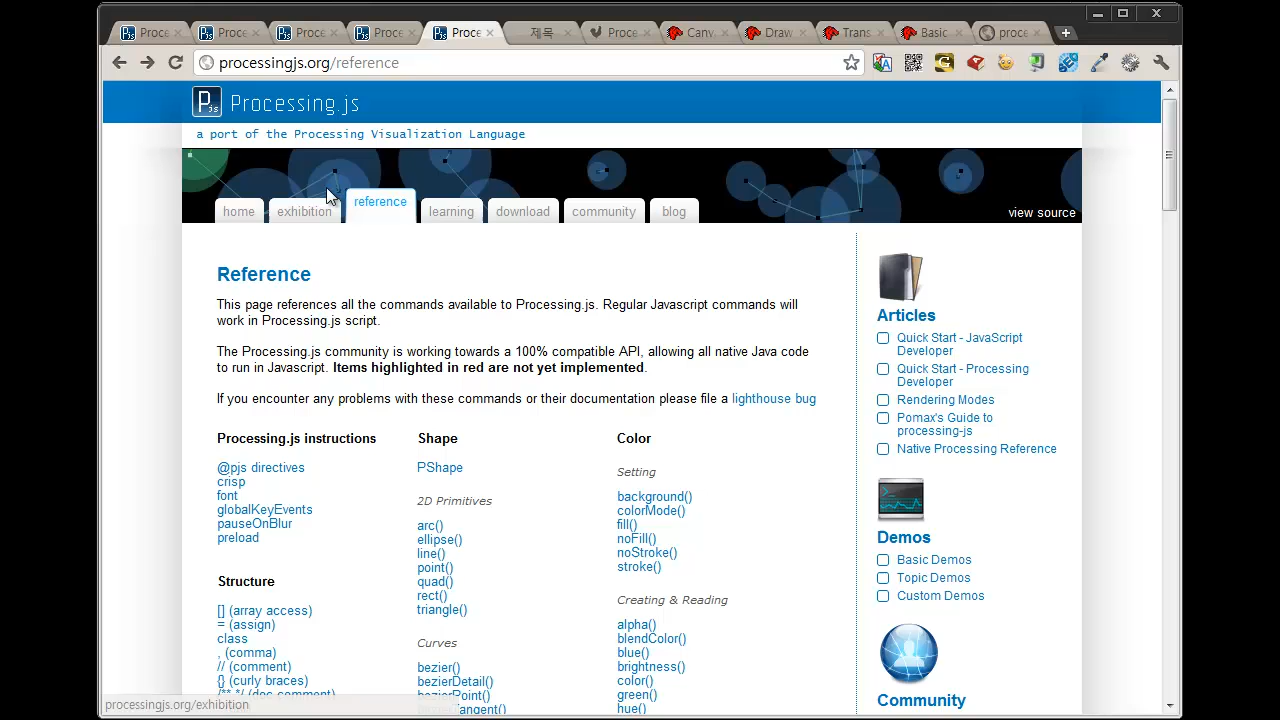 Proce
Proce
Proce
Proce
Proce
제목
Proce
Canv
Draw
Trans
Basic
proce
processingjs.org/reference
Pjs Processing.js
a port of the Processing Visualization Language
home
exhibition
reference
learning
download
community
blog
view source
Reference
This page references all the commands available to Processing.js. Regular Javascript commands will
work in Processing.js script.
The Processing.js community is working towards a 100% compatible API, allowing all native Java code
to run in Javascript. Items highlighted in red are not yet implemented.
If you encounter any problems with these commands or their documentation please file a lighthouse bug
Processing.js instructions
@pjs directives
crisp
font
globalKeyEvents
pauseOnBlur
preload
Structure
[] (array access)
= (assign)
class
, (comma)
// (comment)
{} (curly braces)
/** */ (doc comment)
Shape
PShape
2D Primitives
arc()
ellipse()
line()
point()
quad()
rect()
triangle()
Curves
bezier()
bezierDetail()
bezierPoint()
bezierTangent()
Color
Setting
background()
colorMode()
fill()
noFill()
noStroke()
stroke()
Creating & Reading
alpha()
blendColor()
blue()
brightness()
color()
green()
hue()
Articles
Quick Start - JavaScript
Developer
Quick Start - Processing
Developer
Rendering Modes
Pomax's Guide to
processing-js
Native Processing Reference
Demos
Basic Demos
Topic Demos
Custom Demos
Community
processingjs.org/exhibition